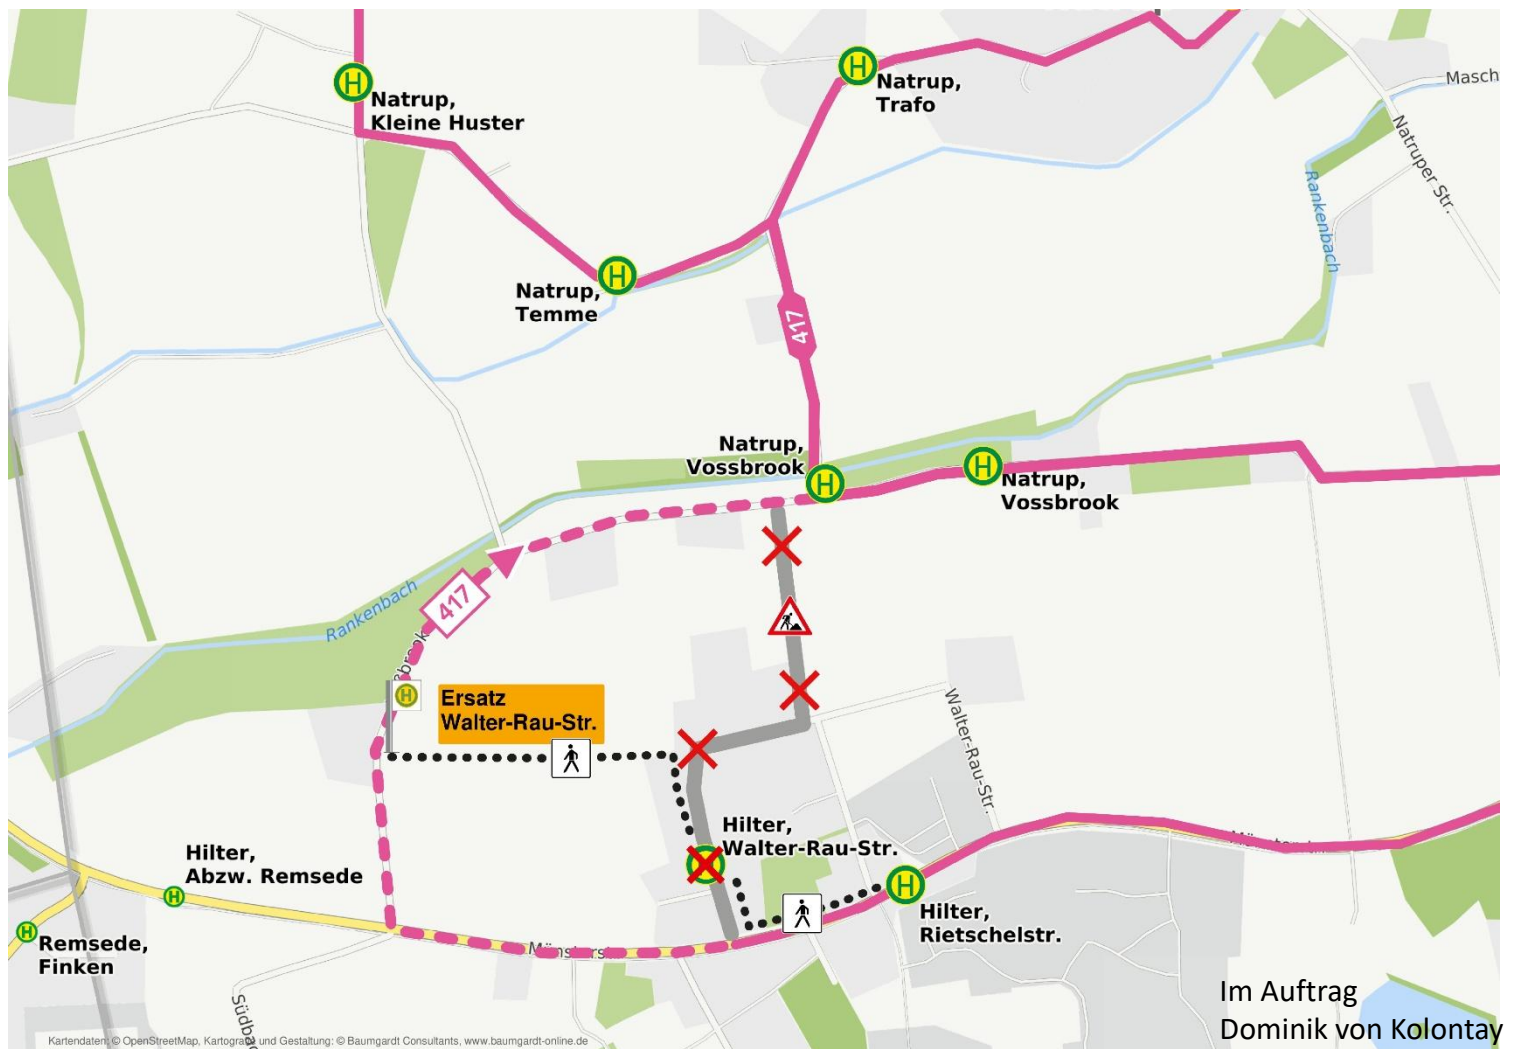 H
Natrup,
Kleine Huster
H
Natrup,
Trafo
Masch
Natruper Str.
Rankenbach
H
Natrup,
Temme
417
Natrup,
Vossbrook
H
H
Natrup,
Vossbrook
Rankenbach
417
H
Ersatz
Walter-Rau-Str.
Walter-Rau-Str.
Hilter,
Walter-Rau-Str.
Hilter,
Abzw. Remsede
H
H
Remsede,
Finken
H
Hilter,
Rietschelstr.
Münsterst
Südba
Im Auftrag
Dominik von Kolontay
Kartendaten: © OpenStreetMap, Kartografie und Gestaltung: © Baumgardt Consultants, www.baumgardt-online.de